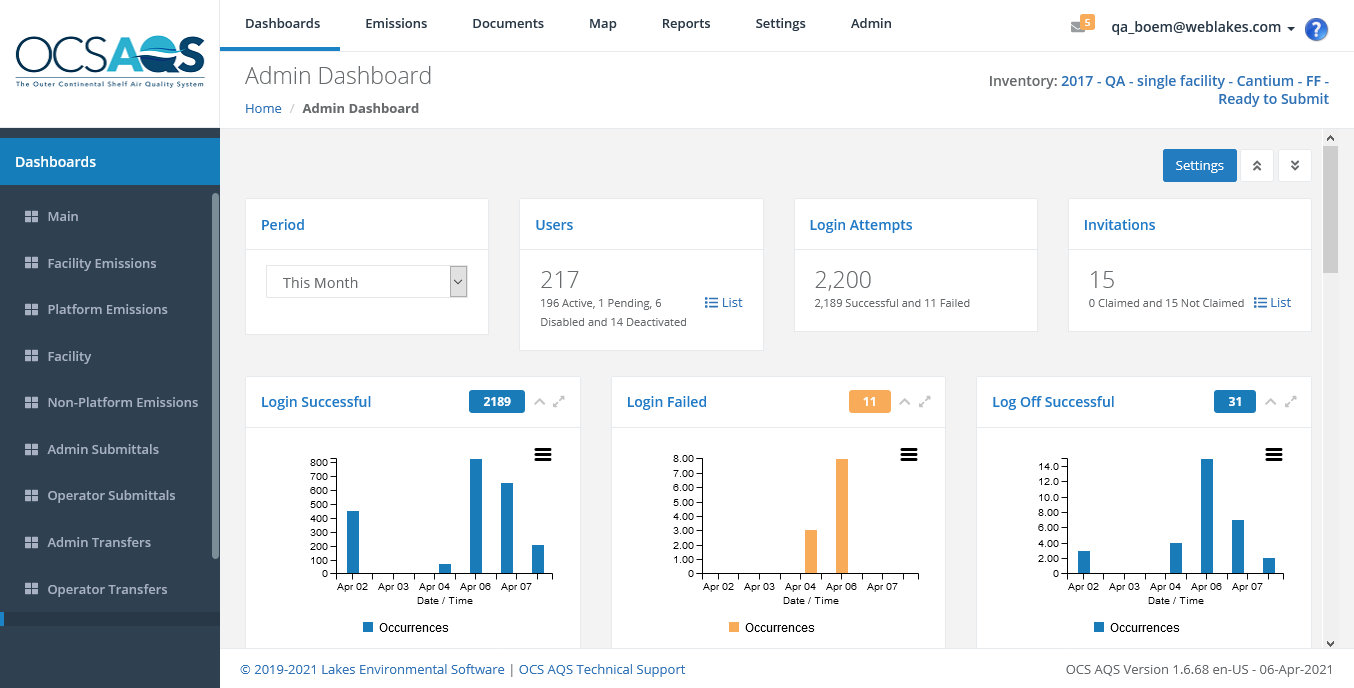 OCSAQS
The Outer Continental Shelf Air Quality System
Dashboards
Emissions
Documents
Map
Reports
Settings
Admin
5
qa_boem@weblakes.com
?
Admin Dashboard
Home / Admin Dashboard
Inventory: 2017 - QA - single facility - Cantium - FF -
Ready to Submit
Dashboards
Main
Facility Emissions
Platform Emissions
Facility
Non-Platform Emissions
Admin Submittals
Operator Submittals
Admin Transfers
Operator Transfers
Settings
Period
This Month
Users
217
196 Active, 1 Pending, 6
Disabled and 14 Deactivated
List
Login Attempts
2,200
2,189 Successful and 11 Failed
Invitations
15
0 Claimed and 15 Not Claimed
List
Login Successful
2189
800
700
600
500
400
300
200
100
0
Apr 02 Apr 03 Apr 04 Apr 06 Apr 07
Date / Time
Occurrences
Login Failed
11
8.00
7.00
6.00
5.00
4.00
3.00
2.00
1.00
0
Apr 02 Apr 03 Apr 04 Apr 06 Apr 07
Date / Time
Occurrences
Log Off Successful
31
14.0
12.0
10.0
8.00
6.00
4.00
2.00
0
Apr 02 Apr 03 Apr 04 Apr 06 Apr 07
Date / Time
Occurrences
© 2019-2021 Lakes Environmental Software | OCS AQS Technical Support
OCS AQS Version 1.6.68 en-US - 06-Apr-2021